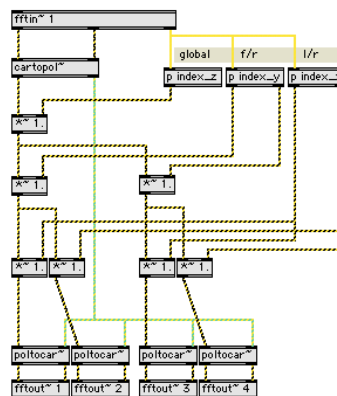 fftin~ 1
global f/r l/r
cartopol~
p index_z p index_y p index_x
*~ 1.
*~ 1. *~ 1.
*~ 1. *~ 1. *~ 1. *~ 1.
poltocar~ poltocar~ poltocar~ poltocar~
fftout~ 1 fftout~ 2 fftout~ 3 fftout~ 4